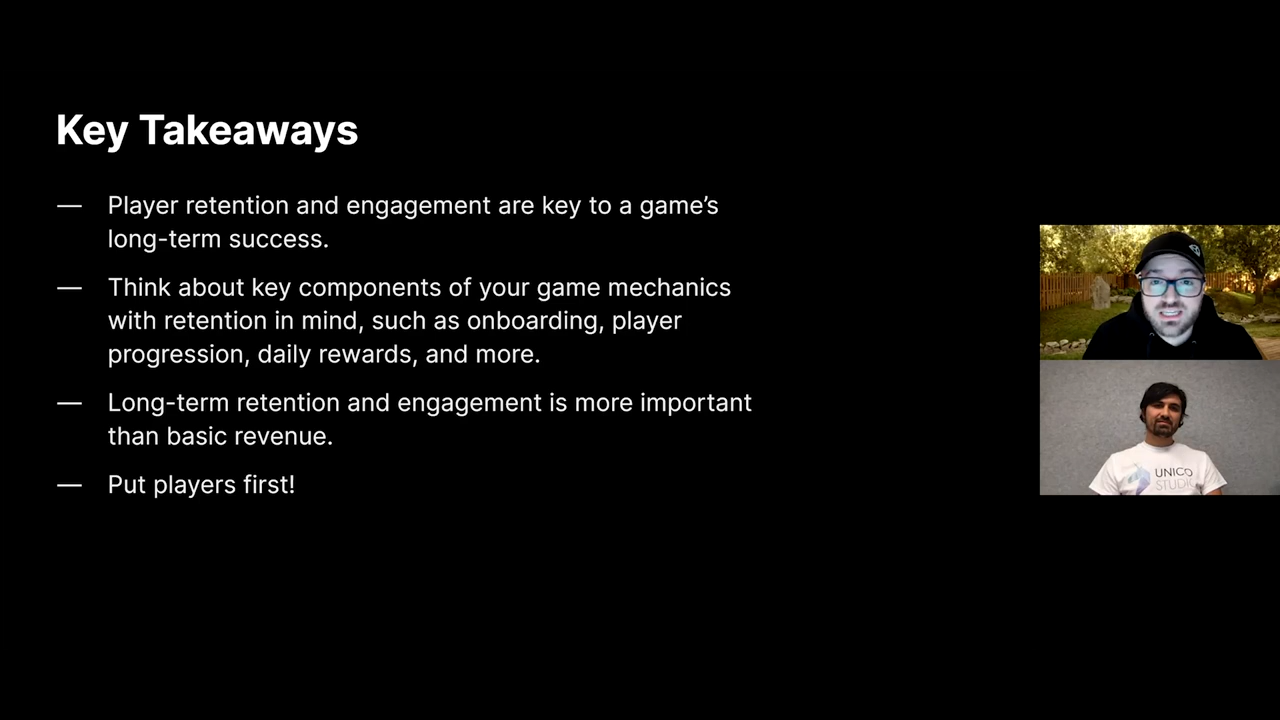 Key Takeaways
— Player retention and engagement are key to a game’s
long-term success.
— Think about key components of your game mechanics
with retention in mind, such as onboarding, player
progression, daily rewards, and more.
— Long-term retention and engagement is more important
than basic revenue.
— Put players first!
UNICO
STUDIO